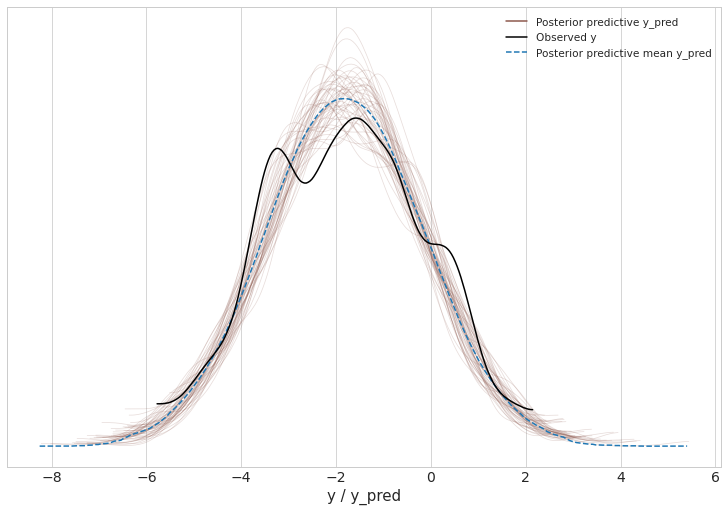 Posterior predictive y_pred
Observed y
Posterior predictive mean y_pred
−8 −6 −4 −2 0 2 4 6
y / y_pred